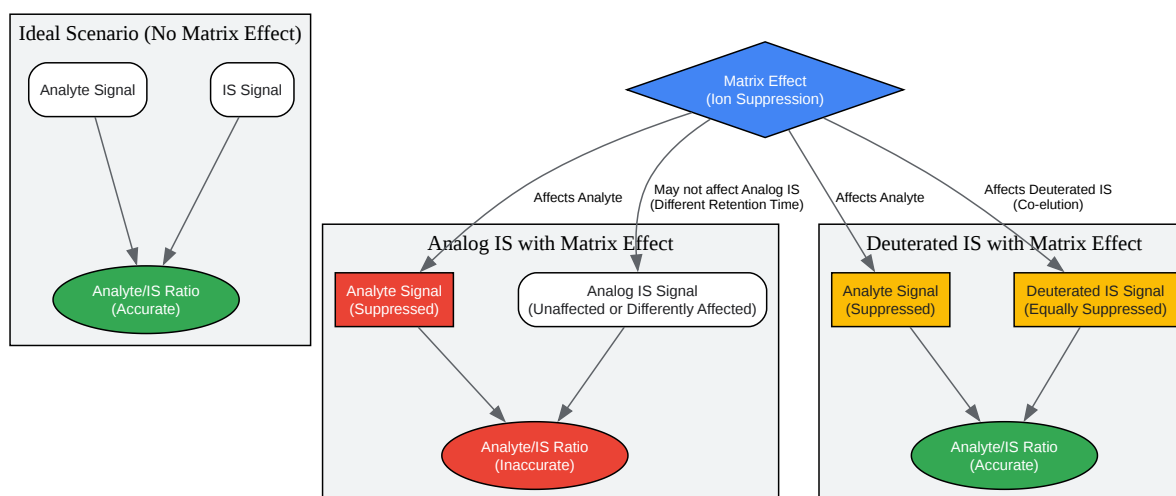 Ideal Scenario (No Matrix Effect)
Analyte Signal
IS Signal
Analyte/IS Ratio
(Accurate)
Matrix Effect
(Ion Suppression)
Affects Analyte
May not affect Analog IS
(Different Retention Time)
Affects Analyte
Affects Deuterated IS
(Co-elution)
Analog IS with Matrix Effect
Analyte Signal
(Suppressed)
Analog IS Signal
(Unaffected or Differently Affected)
Analyte/IS Ratio
(Inaccurate)
Deuterated IS with Matrix Effect
Analyte Signal
(Suppressed)
Deuterated IS Signal
(Equally Suppressed)
Analyte/IS Ratio
(Accurate)